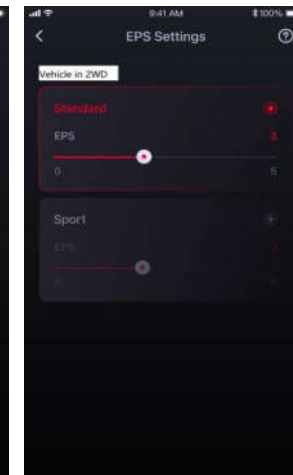 9:41 AM
100%
EPS Settings
Vehicle in 2WD
Standard
EPS
3
0
5
Sport
EPS